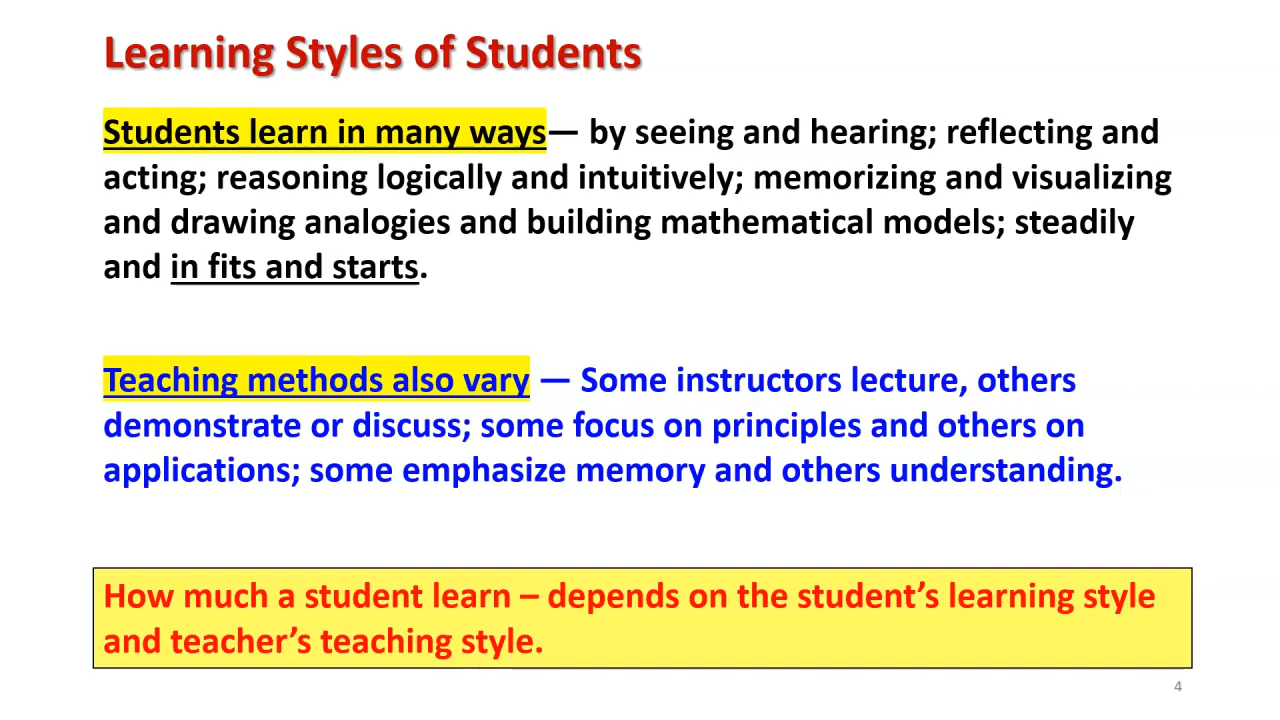 Learning Styles of Students
Students learn in many ways— by seeing and hearing; reflecting and
acting; reasoning logically and intuitively; memorizing and visualizing
and drawing analogies and building mathematical models; steadily
and in fits and starts.
Teaching methods also vary — Some instructors lecture, others
demonstrate or discuss; some focus on principles and others on
applications; some emphasize memory and others understanding.
How much a student learn – depends on the student’s learning style
and teacher’s teaching style.
4